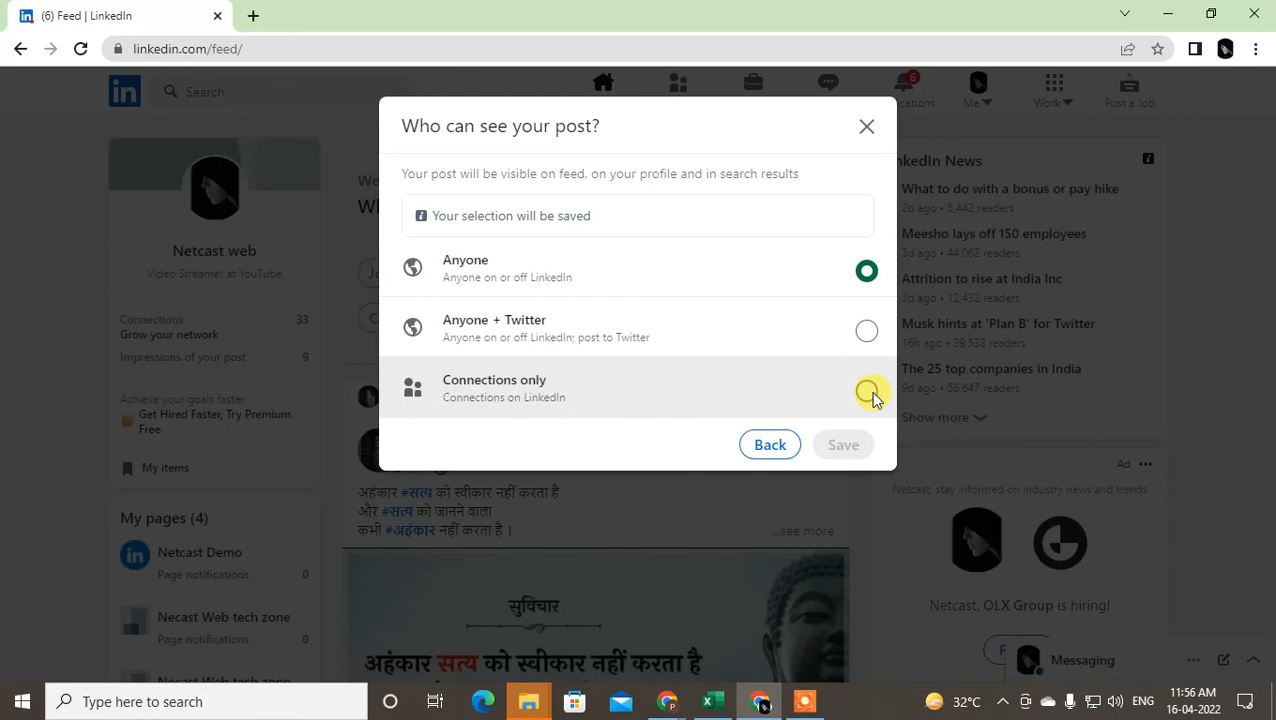 (6) Feed | LinkedIn
linkedin.com/feed/
in
Search
6
Me
Work
Post a Job
Who can see your post?
Your post will be visible on feed, on your profile and in search results
Your selection will be saved
Anyone
Anyone on or off LinkedIn
Anyone + Twitter
Anyone on or off LinkedIn; post to Twitter
Connections only
Connections on LinkedIn
Back
Save
Netcast web
Video Streamer at YouTube
Connections 33
Grow your network
Impressions of your post 9
Achieve your goals faster
Get Hired Faster, Try Premium
Free
My items
My pages (4)
in
Netcast Demo
Page notifications 0
Necast Web tech zone
Page notifications 0
अहंकार #सत्य को स्वीकार नहीं करता है
और #सत्य को जानने वाला
कभी #अहंकार नहीं करता है ।
...see more
सुविचार
अहंकार सत्य को स्वीकार नहीं करता है
nkedIn News
What to do with a bonus or pay hike
2d ago • 5,442 readers
Meesho lays off 150 employees
3d ago • 44,062 readers
Attrition to rise at India Inc
2d ago • 12,432 readers
Musk hints at 'Plan B' for Twitter
16h ago • 39,532 readers
The 25 top companies in India
9d ago • 56,647 readers
Show more
Ad
Netcast, stay informed on industry news and trends
Netcast, OLX Group is hiring!
Messaging
Type here to search
32°C
ENG
11:56 AM
16-04-2022